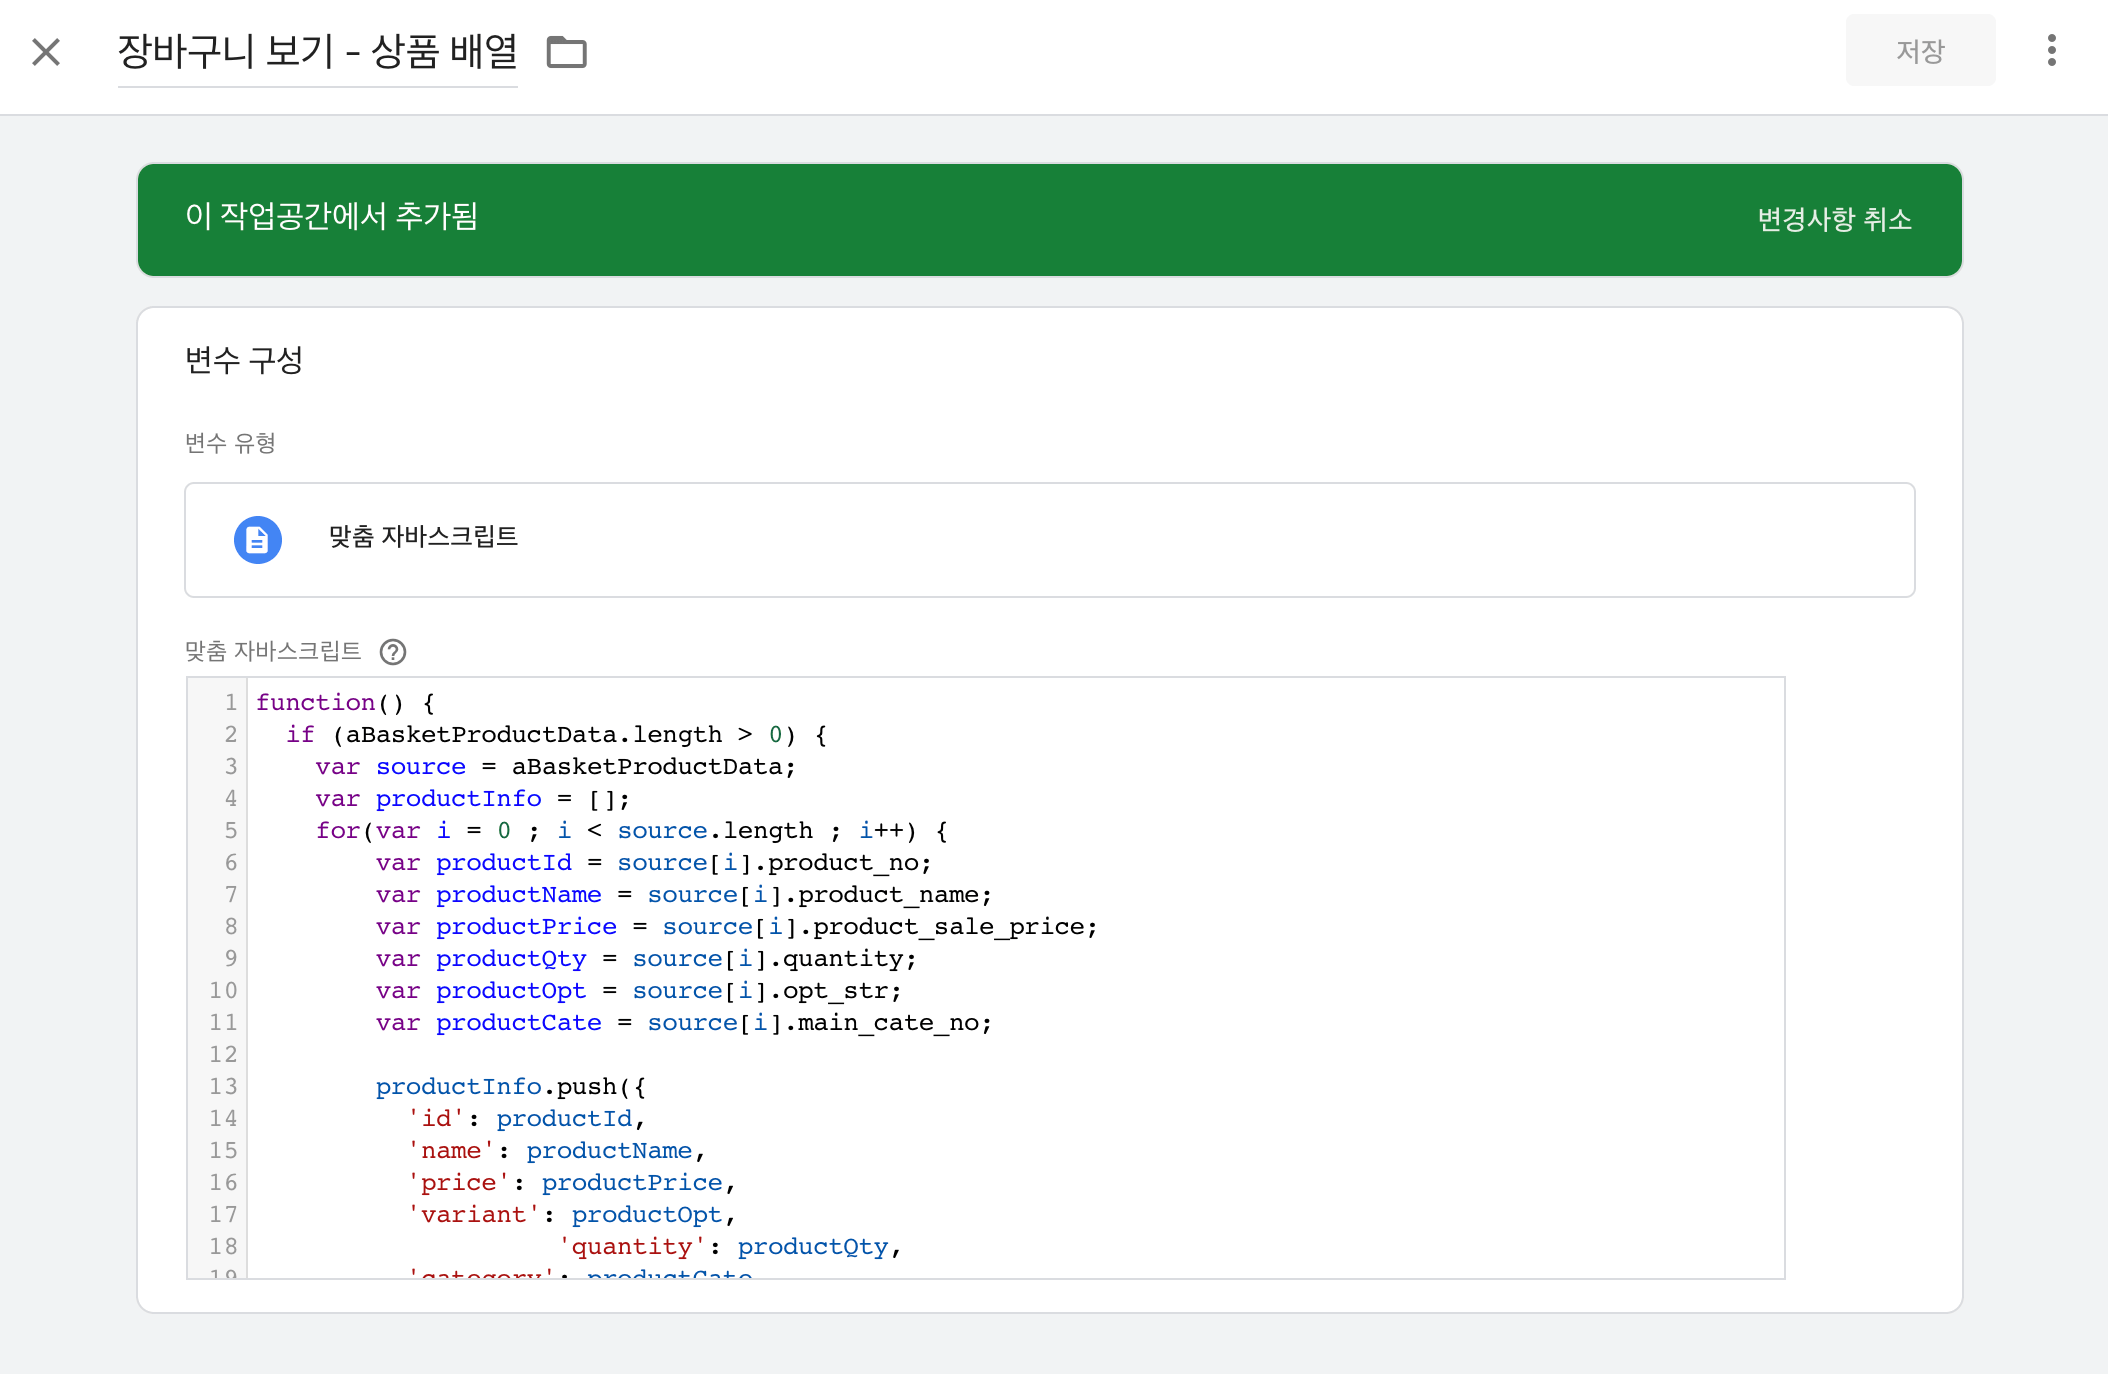 장바구니 보기 - 상품 배열
저장
이 작업공간에서 추가됨
변경사항 취소
변수 구성
변수 유형
맞춤 자바스크립트
맞춤 자바스크립트 ?
1 function() {
2 if (aBasketProductData.length > 0) {
3 var source = aBasketProductData;
4 var productInfo = [];
5 for(var i = 0 ; i < source.length ; i++) {
6 var productId = source[i].product_no;
7 var productName = source[i].product_name;
8 var productPrice = source[i].product_sale_price;
9 var productQty = source[i].quantity;
10 var productOpt = source[i].opt_str;
11 var productCate = source[i].main_cate_no;
12
13 productInfo.push({
14 'id': productId,
15 'name': productName,
16 'price': productPrice,
17 'variant': productOpt,
18 'quantity': productQty,
19 'category': productCate